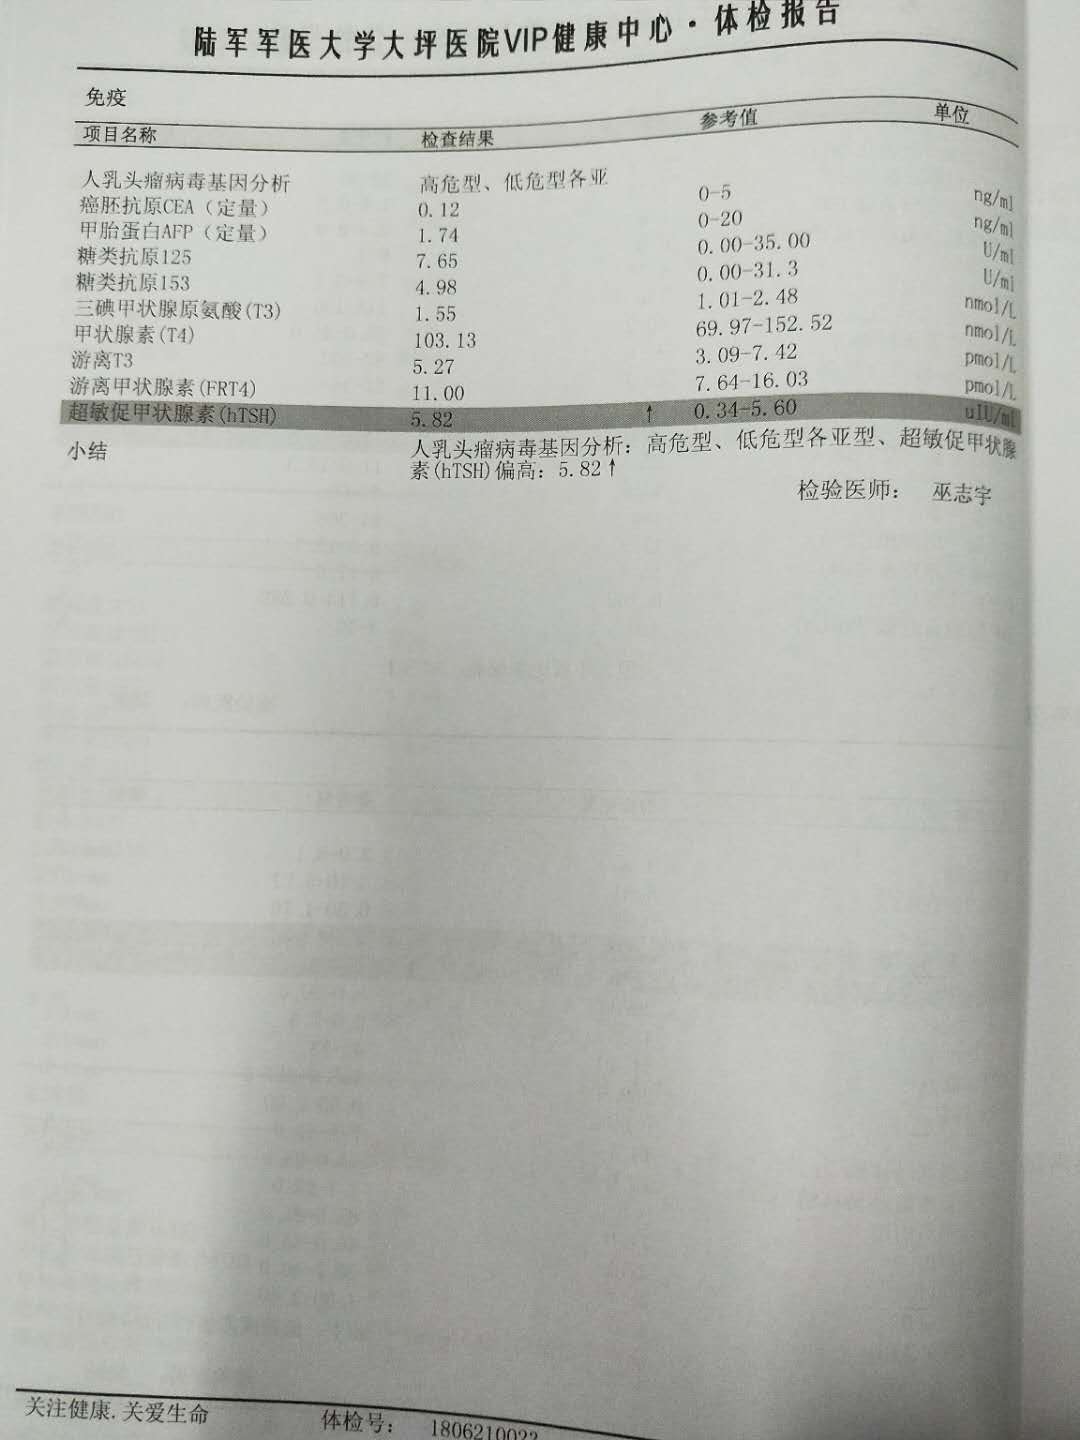 陆军军医大学大坪医院VIP健康中心·体检报告
免疫
项目名称 检查结果 参考值 单位
人乳头瘤病毒基因分析 高危型、低危型各亚
癌胚抗原CEA（定量） 0.12 0-5 ng/ml
甲胎蛋白AFP（定量） 1.74 0-20 ng/ml
糖类抗原125 7.65 0.00-35.00 U/ml
糖类抗原153 4.98 0.00-31.3 U/ml
三碘甲状腺原氨酸(T3) 1.55 1.01-2.48 nmol/L
甲状腺素(T4) 103.13 69.97-152.52 nmol/L
游离T3 5.27 3.09-7.42 pmol/L
游离甲状腺素(FRT4) 11.00 7.64-16.03 pmol/L
超敏促甲状腺素(hTSH) 5.82 ↑ 0.34-5.60 uIU/ml
小结 人乳头瘤病毒基因分析：高危型、低危型各亚型、超敏促甲状腺
素(hTSH)偏高：5.82↑
检验医师： 巫志宇
关注健康.关爱生命 体检号： 1806210022